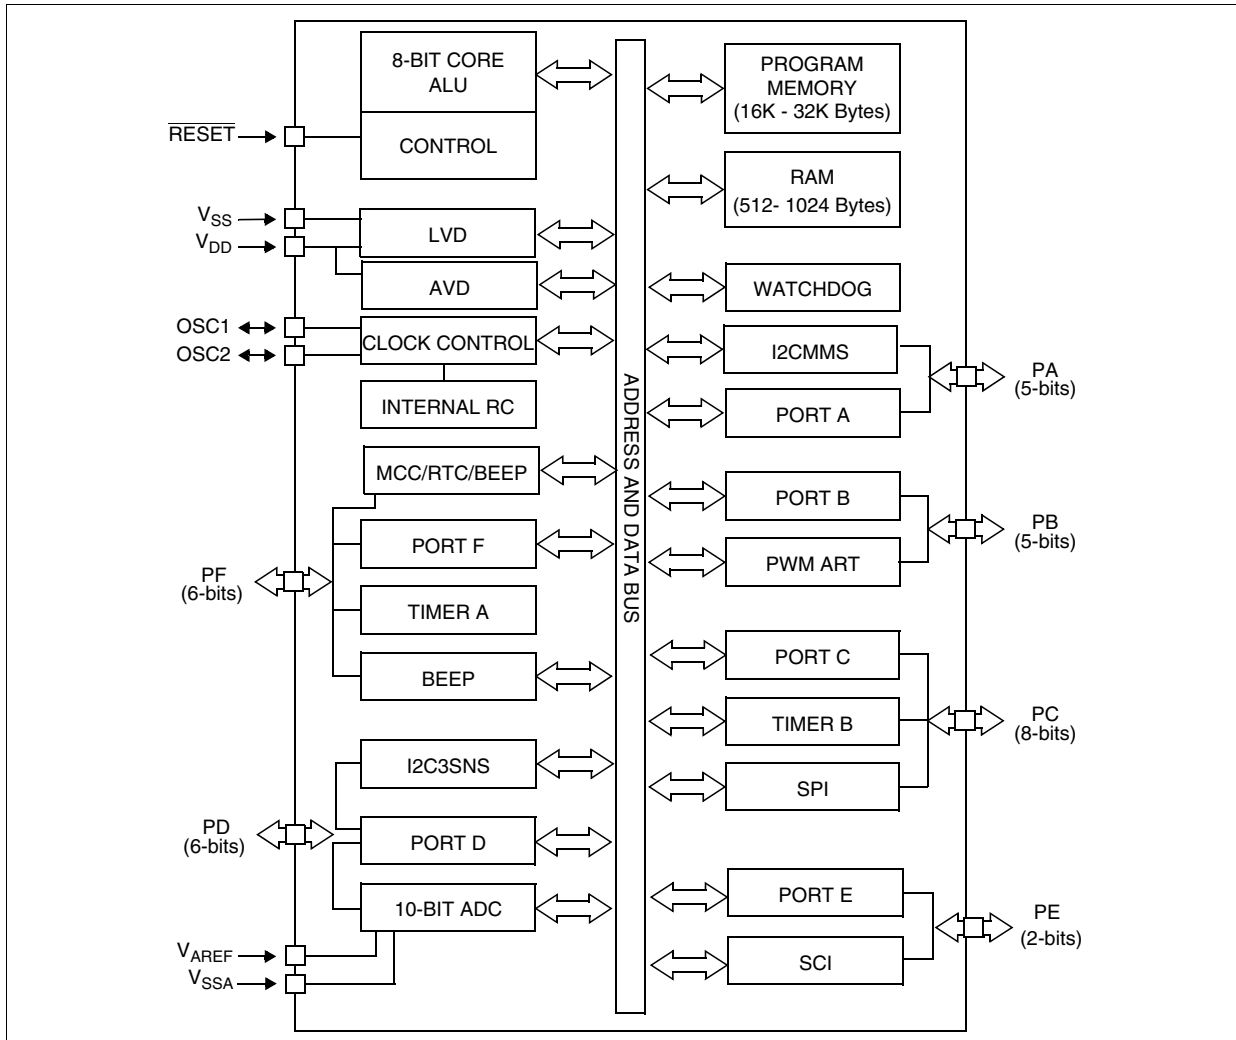 8-BIT CORE
ALU
CONTROL
RESET
VSS
VDD
LVD
AVD
OSC1
OSC2
CLOCK CONTROL
INTERNAL RC
MCC/RTC/BEEP
PORT F
PF
(6-bits)
TIMER A
BEEP
I2C3SNS
PD
(6-bits)
PORT D
10-BIT ADC
VAREF
VSSA
ADDRESS AND DATA BUS
PROGRAM
MEMORY
(16K - 32K Bytes)
RAM
(512- 1024 Bytes)
WATCHDOG
I2CMMS
PORT A
PA
(5-bits)
PORT B
PWM ART
PB
(5-bits)
PORT C
TIMER B
SPI
PC
(8-bits)
PORT E
SCI
PE
(2-bits)